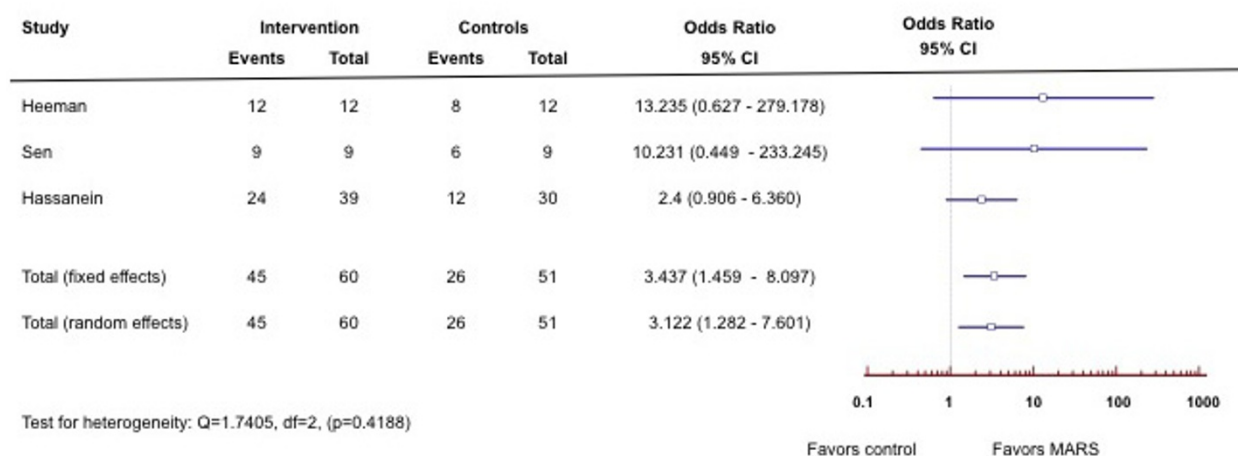 Study Intervention Controls Odds Ratio Odds Ratio
Events Total Events Total 95% CI 95% CI
Heeman 12 12 8 12 13.235 (0.627 - 279.178)
Sen 9 9 6 9 10.231 (0.449 - 233.245)
Hassanein 24 39 12 30 2.4 (0.906 - 6.360)
Total (fixed effects) 45 60 26 51 3.437 (1.459 - 8.097)
Total (random effects) 45 60 26 51 3.122 (1.282 - 7.601)
0.1 1 10 100 1000
Test for heterogeneity: Q=1.7405, df=2, (p=0.4188)
Favors control Favors MARS